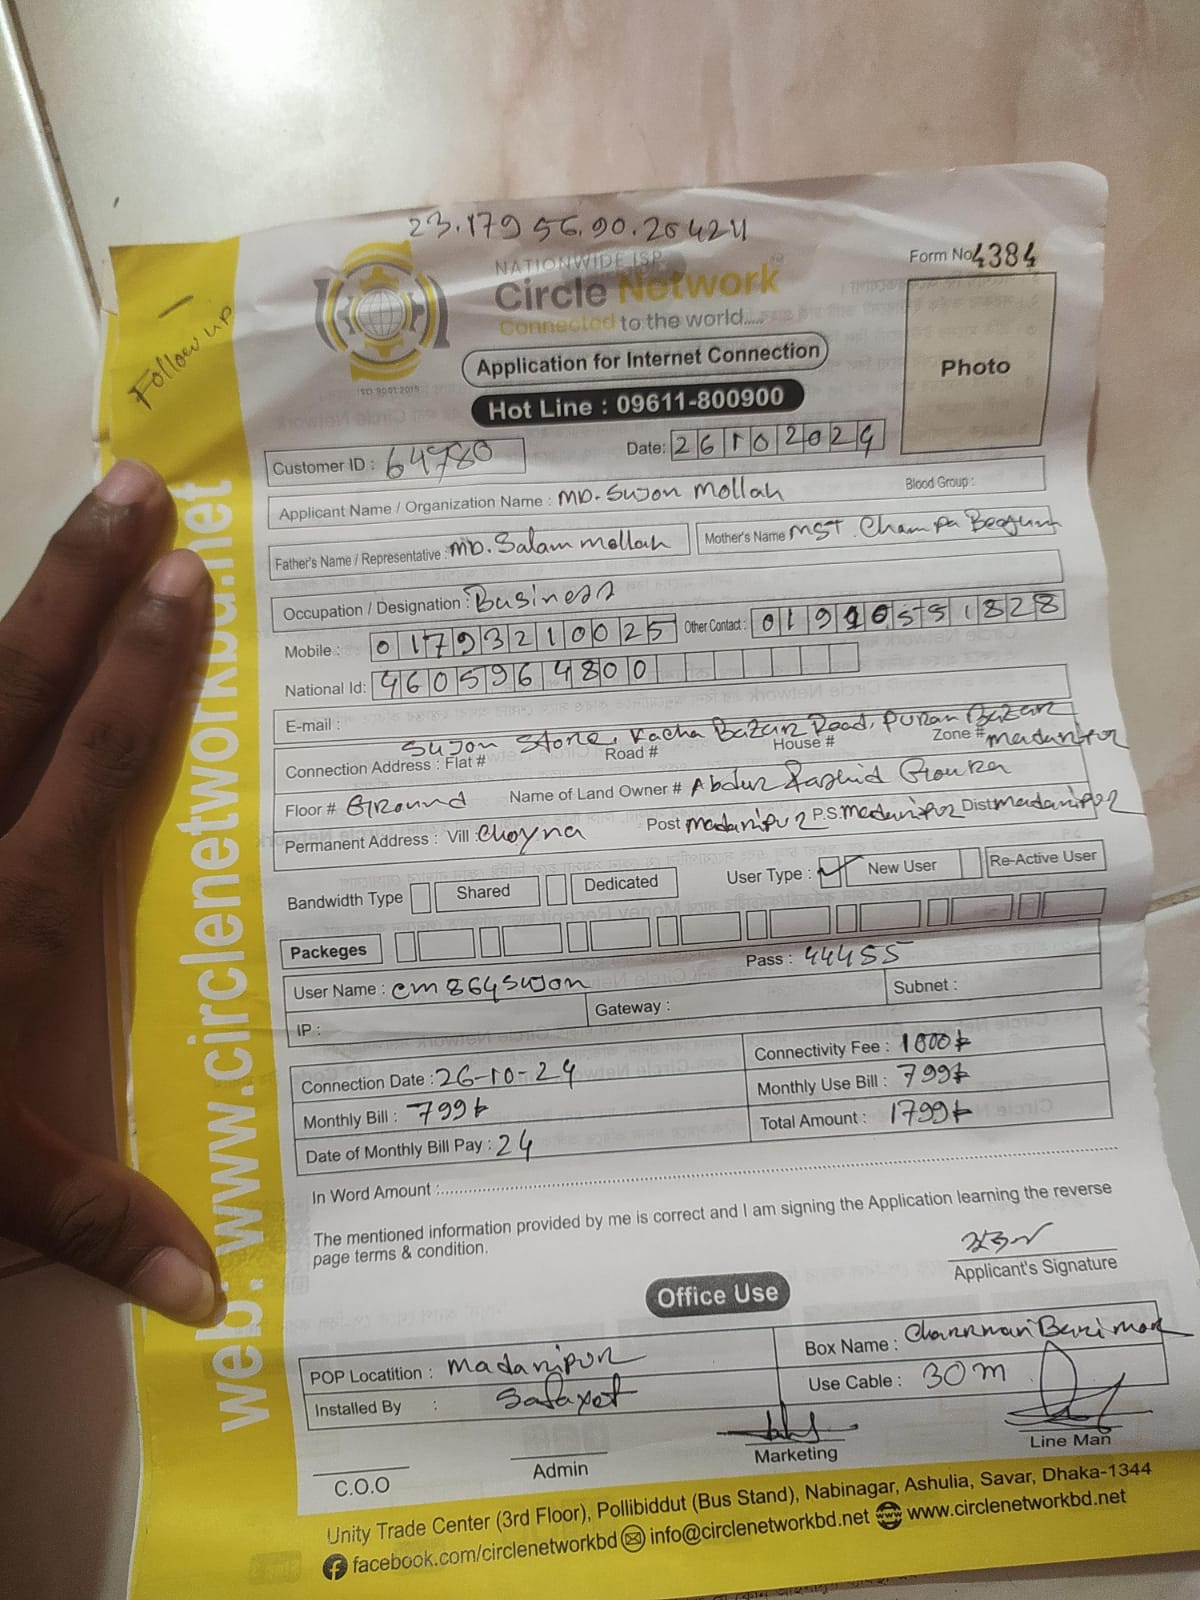 23.179 56.90.20424
NATIONWIDE ISP
Circle Network
Connected to the world.....
ISO 9001:2015
Form No 4384
Photo
Follow up
Application for Internet Connection
Hot Line : 09611-800900
Customer ID : 64780
Date: 26102024
Applicant Name / Organization Name : MD. Sujon Mollah
Blood Group :
Father's Name / Representative : MD. Salam Mollah
Mother's Name MST. Champa Beagum
Occupation / Designation : Business
Mobile : 01793210025
Other Contact : 01910551828
National Id: 4605964800
E-mail :
Sujon Store, Kacha Bazar Road, Puran Bazar
Connection Address : Flat # Road # House # Zone # Madaripur
Floor # Ground Name of Land Owner # Abdur Rashid Goura
Permanent Address : Vill : Choyna Post Madaripur P.S. Madaripur Dist Madaripur
Bandwidth Type Shared Dedicated User Type : New User Re-Active User
Packeges
User Name : cm864sujon Pass : 44455
IP : Gateway : Subnet :
Connection Date : 26-10-24 Connectivity Fee : 1000৳
Monthly Bill : 799৳ Monthly Use Bill : 799৳
Date of Monthly Bill Pay : 24 Total Amount : 1799৳
In Word Amount :
The mentioned information provided by me is correct and I am signing the Application learning the reverse
page terms & condition.
সুজন
Applicant's Signature
Office Use
POP Locatition : Madaripur Box Name : Chairman Bari mor
Installed By : Safayet Use Cable : 30m
C.O.O Admin Marketing Line Man
Unity Trade Center (3rd Floor), Pollibiddut (Bus Stand), Nabinagar, Ashulia, Savar, Dhaka-1344
facebook.com/circlenetworkbd info@circlenetworkbd.net www.circlenetworkbd.net
web: www.circlenetworkbd.net